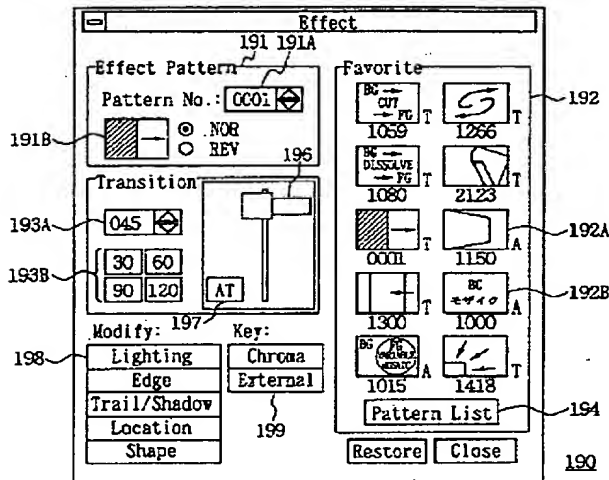 Effect
191
191A
Effect Pattern
Pattern No.: 0001
191B
NOR
REV
Transition
196
193A
045
193B
30 60
90 120
AT
197
Modify:
Key:
198
Lighting
Edge
Trail/Shadow
Location
Shape
Chroma
External
199
Favorite
192
BG → CUT → FG T
1059
T
1266
BG → DISSOLVE → FG T
1080
T
2123
T
0001
A
1150
192A
T
1300
BG モザイク A
1000
192B
BG FG MOSAIC A
1015
T
1418
Pattern List
194
Restore
Close
190